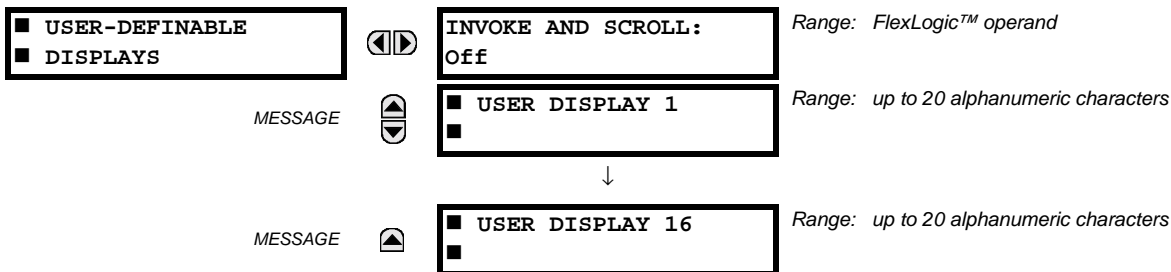 ■ USER-DEFINABLE
■ DISPLAYS
INVOKE AND SCROLL:
Off
Range: FlexLogic™ operand
MESSAGE
■ USER DISPLAY 1
■
Range: up to 20 alphanumeric characters
↓
MESSAGE
■ USER DISPLAY 16
■
Range: up to 20 alphanumeric characters